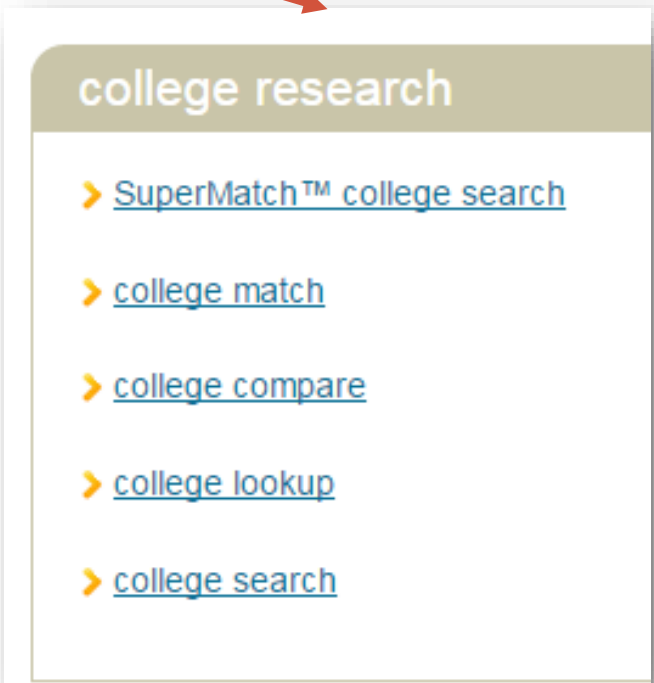 college research
SuperMatch™ college search
college match
college compare
college lookup
college search